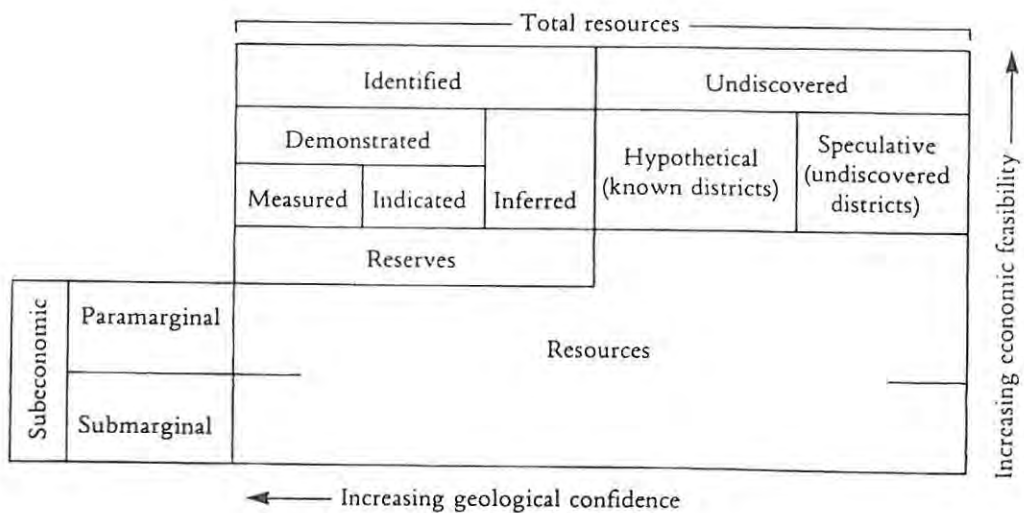 Total resources
Identified
Undiscovered
Demonstrated
Hypothetical
(known districts)
Speculative
(undiscovered
districts)
Measured
Indicated
Inferred
Reserves
Subeconomic
Paramarginal
Resources
Submarginal
Increasing economic feasibility
Increasing geological confidence